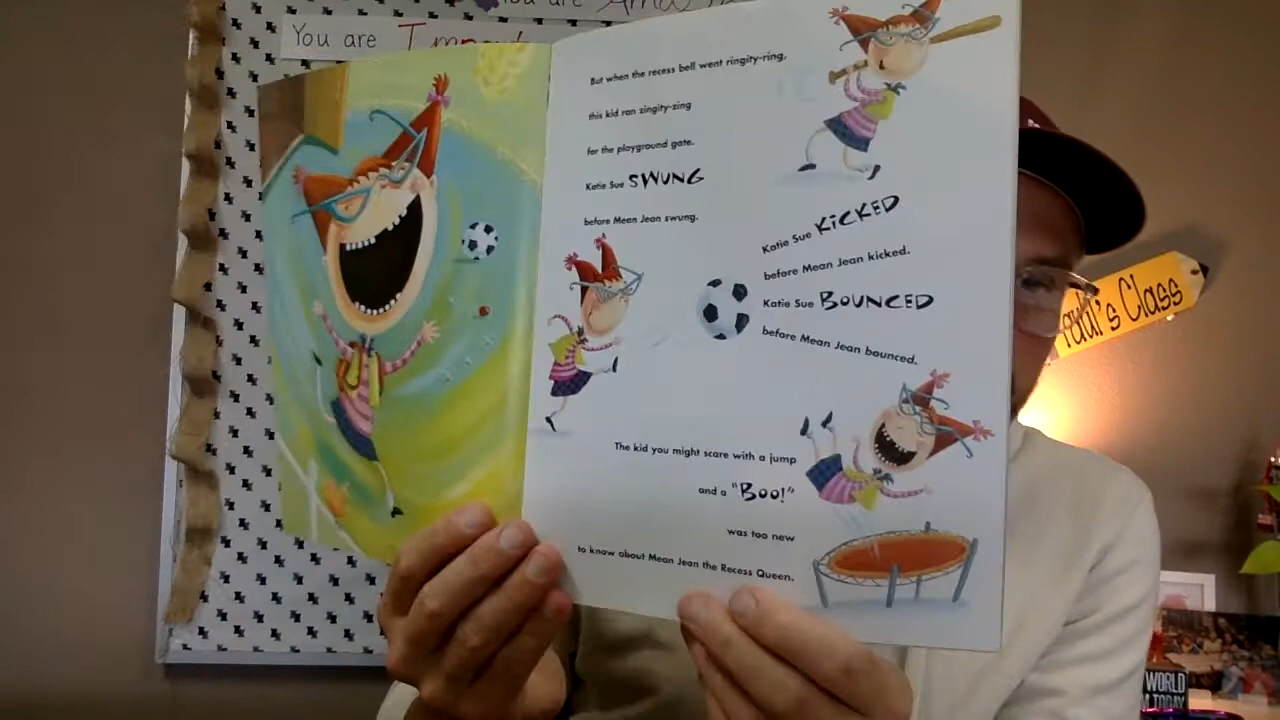 You are
You are
But when the recess bell went ringity-ring,
this kid ran zingity-zing
for the playground gate.
Katie Sue SWUNG
before Mean Jean swung.
Katie Sue KICKED
before Mean Jean kicked.
Katie Sue BOUNCED
before Mean Jean bounced.
The kid you might scare with a jump
and a "BOO!"
was too new
to know about Mean Jean the Recess Queen.
Class
WORLD
TODAY